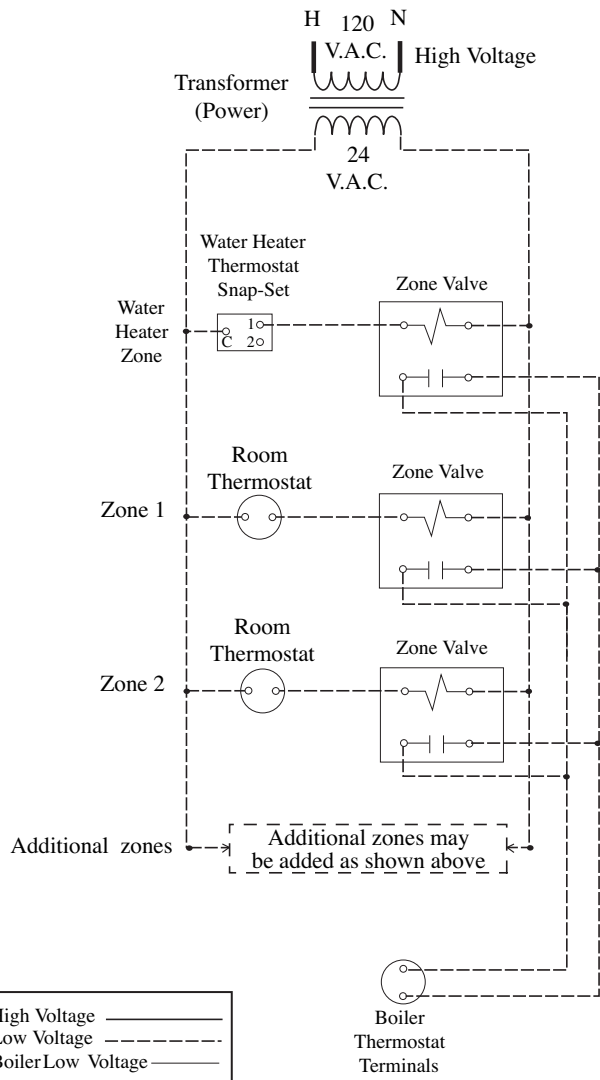 H 120 N
V.A.C.
High Voltage
Transformer
(Power)
24
V.A.C.
Water Heater
Thermostat
Snap-Set
Zone Valve
Water
Heater
Zone
1
C 2
Room
Thermostat
Zone Valve
Zone 1
Room
Thermostat
Zone Valve
Zone 2
Additional zones
Additional zones may
be added as shown above
High Voltage
Low Voltage
Boiler Low Voltage
Boiler
Thermostat
Terminals